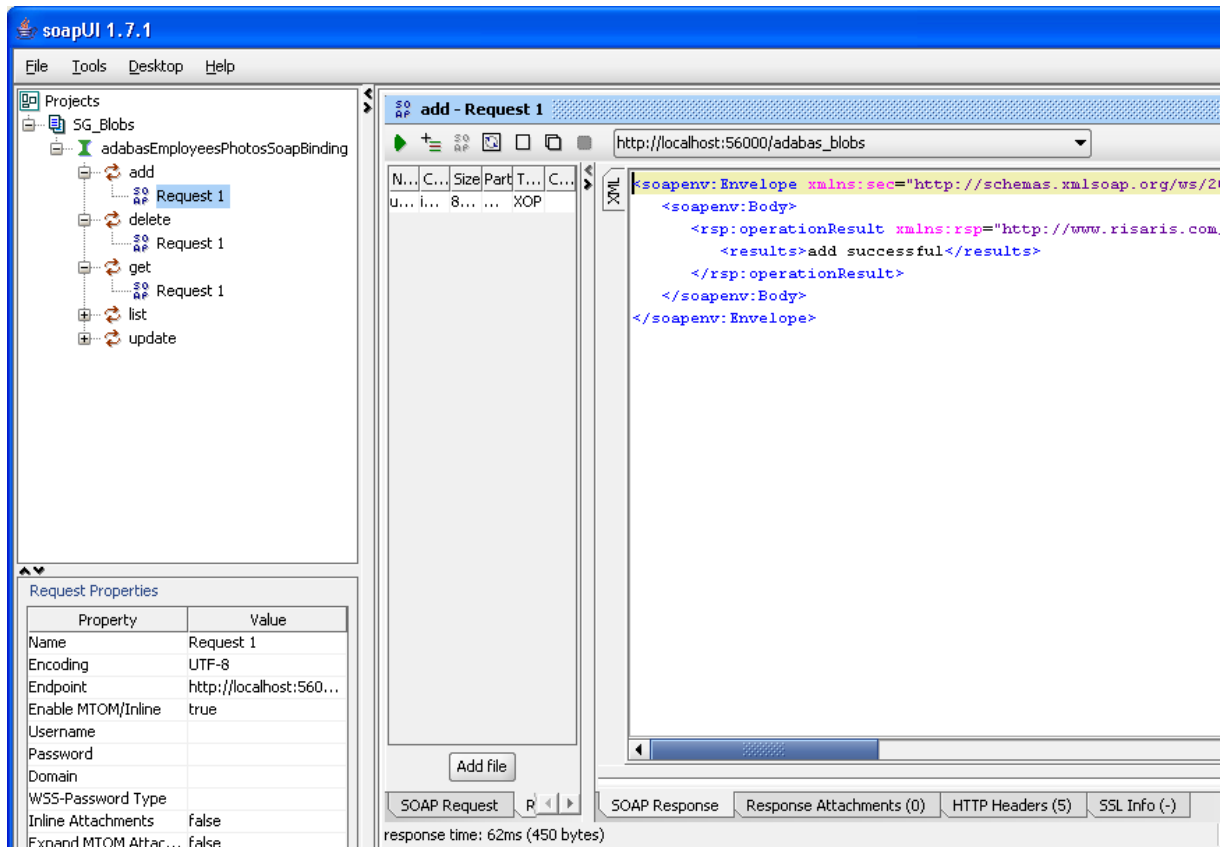 soapUI 1.7.1
File Tools Desktop Help
Projects
SG_Blobs
adabasEmployeesPhotosSoapBinding
add
Request 1
delete
Request 1
get
Request 1
list
update
Request Properties
Property Value
Name Request 1
Encoding UTF-8
Endpoint http://localhost:560...
Enable MTOM/Inline true
Username
Password
Domain
WSS-Password Type
Inline Attachments false
Expand MTOM Attac... false
add - Request 1
http://localhost:56000/adabas_blobs
N... C... Size Part T... C...
u... i... 8... ... XOP
Add file
SOAP Request R
XML
<soapenv:Envelope xmlns:sec="http://schemas.xmlsoap.org/ws/20
<soapenv:Body>
<rsp:operationResult xmlns:rsp="http://www.risaris.com/
<results>add successful</results>
</rsp:operationResult>
</soapenv:Body>
</soapenv:Envelope>
SOAP Response Response Attachments (0) HTTP Headers (5) SSL Info (-)
response time: 62ms (450 bytes)